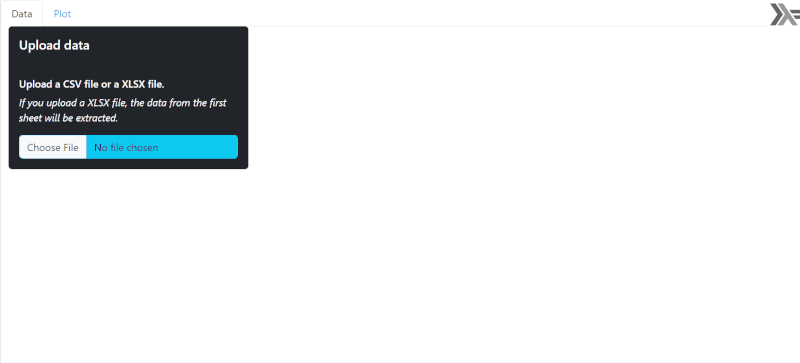 Data Plot
Upload data
Upload a CSV file or a XLSX file.
If you upload a XLSX file, the data from the first
sheet will be extracted.
Choose File No file chosen